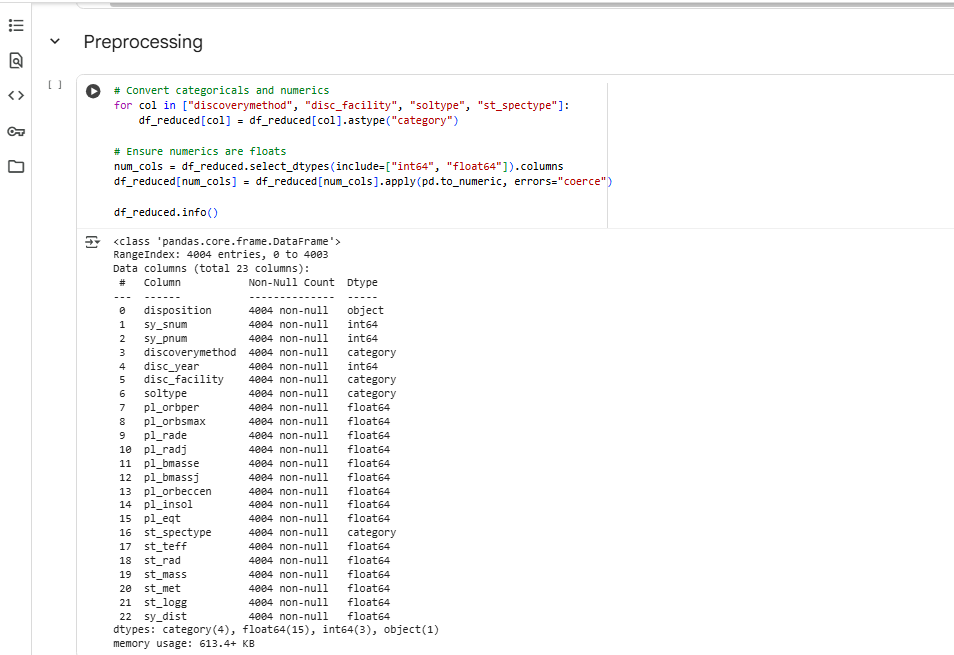 Preprocessing
[ ]
# Convert categoricals and numerics
for col in ["discoverymethod", "disc_facility", "soltype", "st_spectype"]:
    df_reduced[col] = df_reduced[col].astype("category")

# Ensure numerics are floats
num_cols = df_reduced.select_dtypes(include=["int64", "float64"]).columns
df_reduced[num_cols] = df_reduced[num_cols].apply(pd.to_numeric, errors="coerce")

df_reduced.info()
<class 'pandas.core.frame.DataFrame'>
RangeIndex: 4004 entries, 0 to 4003
Data columns (total 23 columns):
 #   Column           Non-Null Count  Dtype
---  ------           --------------  -----
 0   disposition      4004 non-null   object
 1   sy_snum          4004 non-null   int64
 2   sy_pnum          4004 non-null   int64
 3   discoverymethod  4004 non-null   category
 4   disc_year        4004 non-null   int64
 5   disc_facility    4004 non-null   category
 6   soltype          4004 non-null   category
 7   pl_orbper        4004 non-null   float64
 8   pl_orbsmax       4004 non-null   float64
 9   pl_rade          4004 non-null   float64
 10  pl_radj          4004 non-null   float64
 11  pl_bmasse        4004 non-null   float64
 12  pl_bmassj        4004 non-null   float64
 13  pl_orbeccen      4004 non-null   float64
 14  pl_insol         4004 non-null   float64
 15  pl_eqt           4004 non-null   float64
 16  st_spectype      4004 non-null   category
 17  st_teff          4004 non-null   float64
 18  st_rad           4004 non-null   float64
 19  st_mass          4004 non-null   float64
 20  st_met           4004 non-null   float64
 21  st_logg          4004 non-null   float64
 22  sy_dist          4004 non-null   float64
dtypes: category(4), float64(15), int64(3), object(1)
memory usage: 613.4+ KB